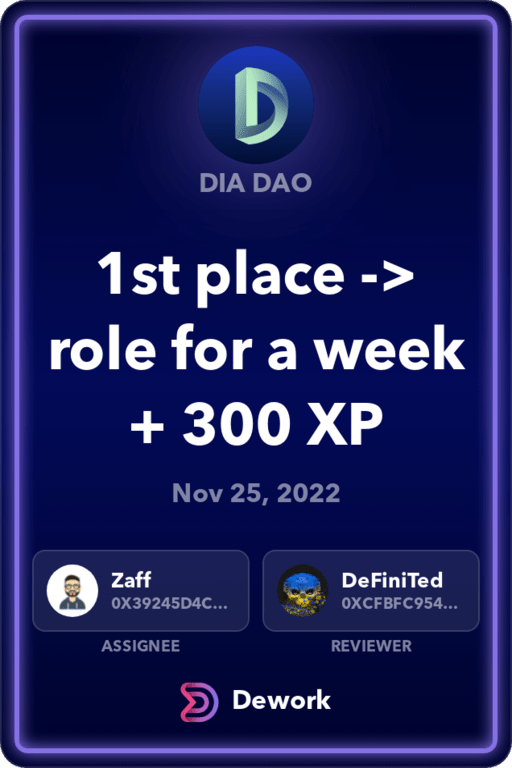 DIA DAO
1st place ->
role for a week
+ 300 XP
Nov 25, 2022
Zaff
0X39245D4C...
ASSIGNEE
DeFiniTed
0XCFBFC954...
REVIEWER
Dework